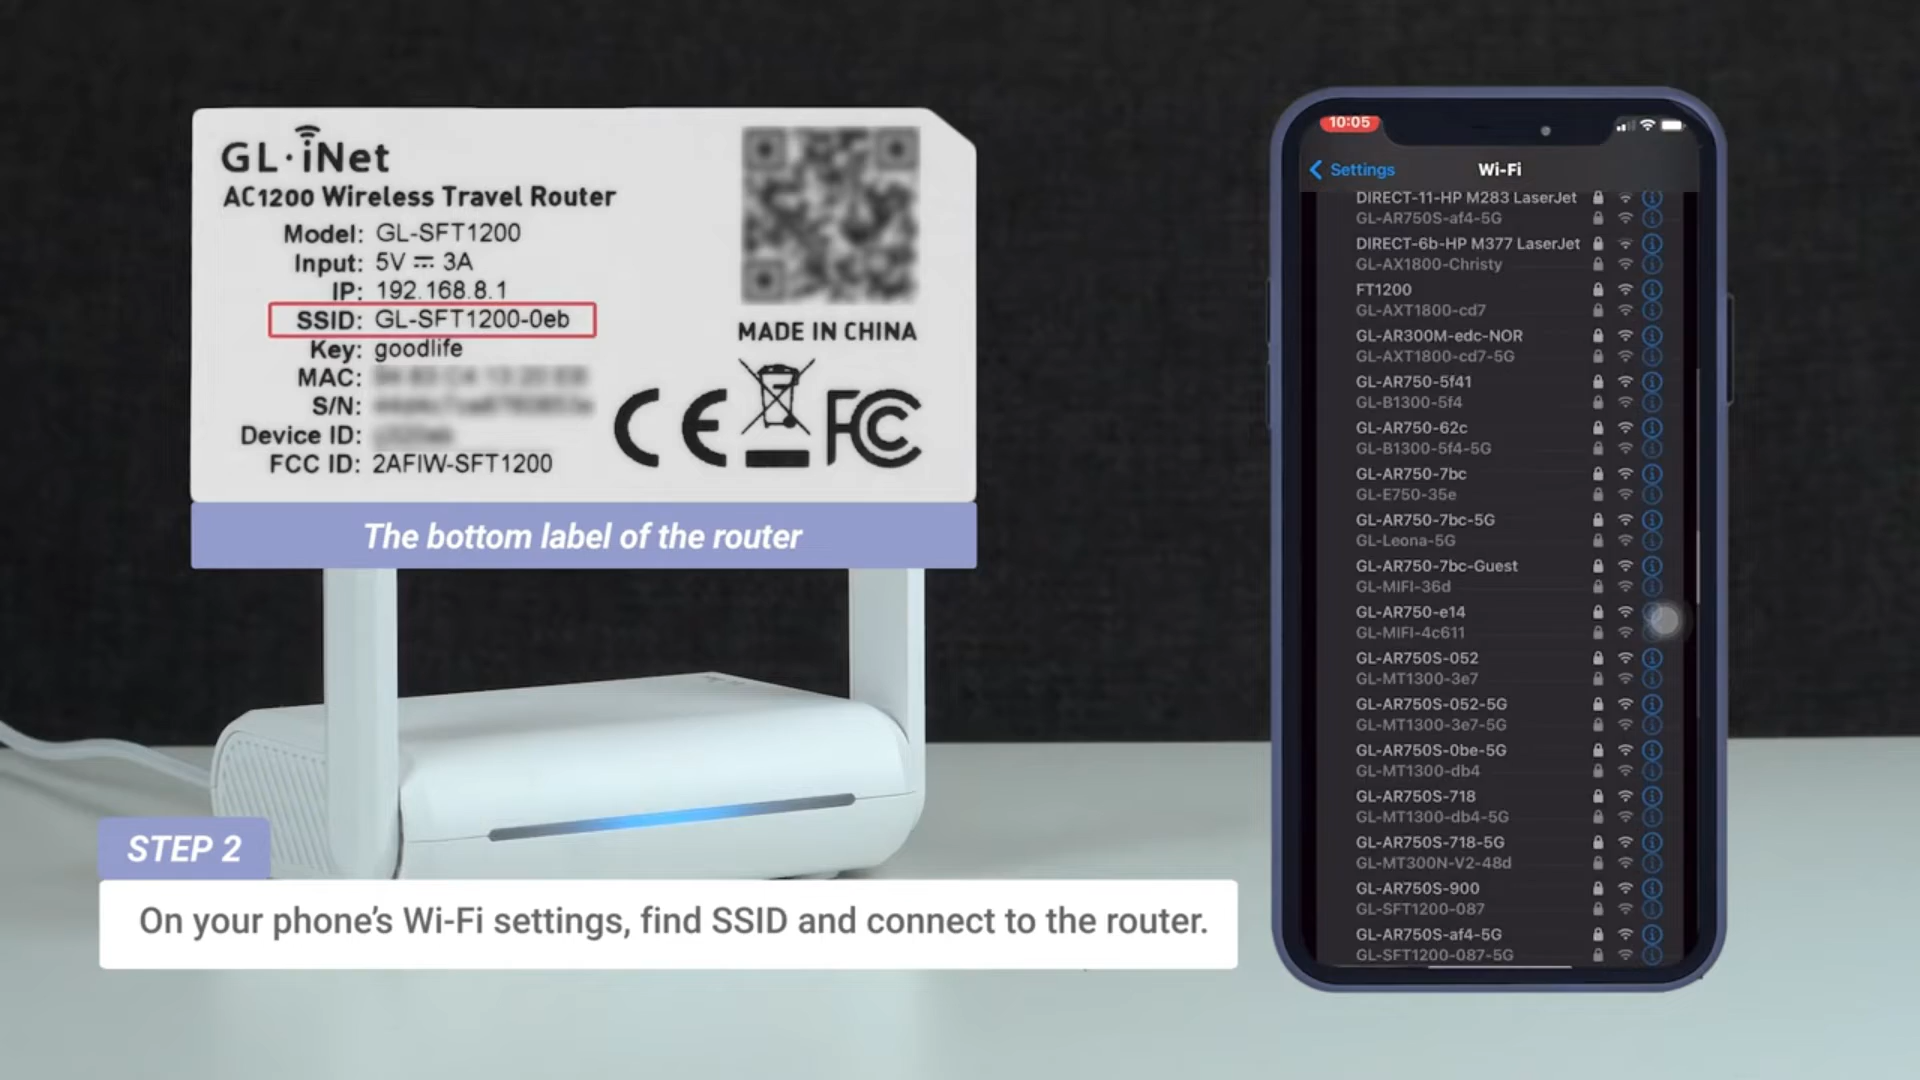 GL·iNet
AC1200 Wireless Travel Router
Model: GL-SFT1200
Input: 5V ⎓ 3A
IP: 192.168.8.1
SSID: GL-SFT1200-0eb
Key: goodlife
MAC:
S/N:
Device ID:
FCC ID: 2AFIW-SFT1200
MADE IN CHINA
CE FC
The bottom label of the router
STEP 2
On your phone's Wi-Fi settings, find SSID and connect to the router.
10:05
Settings
Wi-Fi
DIRECT-11-HP M283 LaserJet
GL-AR750S-af4-5G
DIRECT-6b-HP M377 LaserJet
GL-AX1800-Christy
FT1200
GL-AXT1800-cd7
GL-AR300M-edc-NOR
GL-AXT1800-cd7-5G
GL-AR750-5f41
GL-B1300-5f4
GL-AR750-62c
GL-B1300-5f4-5G
GL-AR750-7bc
GL-E750-35e
GL-AR750-7bc-5G
GL-Leona-5G
GL-AR750-7bc-Guest
GL-MIFI-36d
GL-AR750-e14
GL-MIFI-4c611
GL-AR750S-052
GL-MT1300-3e7
GL-AR750S-052-5G
GL-MT1300-3e7-5G
GL-AR750S-0be-5G
GL-MT1300-db4
GL-AR750S-718
GL-MT1300-db4-5G
GL-AR750S-718-5G
GL-MT300N-V2-48d
GL-AR750S-900
GL-SFT1200-087
GL-AR750S-af4-5G
GL-SFT1200-087-5G